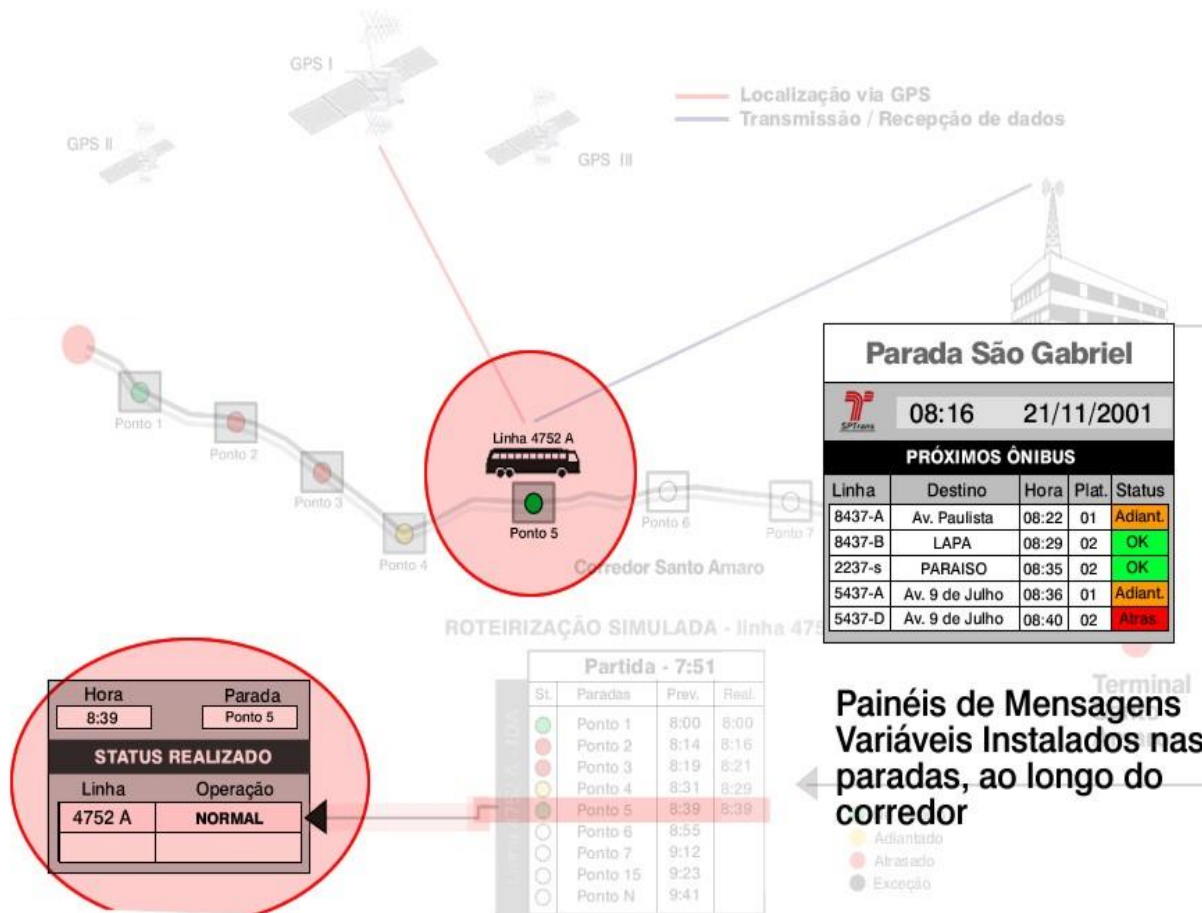 GPS I
GPS II
GPS III
Localização via GPS
Transmissão / Recepção de dados
Ponto 1
Ponto 2
Ponto 3
Ponto 4
Linha 4752 A
Ponto 5
Ponto 6
Ponto 7
Corredor Santo Amaro
Parada São Gabriel
SPTrans
08:16 21/11/2001
PRÓXIMOS ÔNIBUS
Linha Destino Hora Plat. Status
8437-A Av. Paulista 08:22 01 Adiant.
8437-B LAPA 08:29 02 OK
2237-s PARAISO 08:35 02 OK
5437-A Av. 9 de Julho 08:36 01 Adiant.
5437-D Av. 9 de Julho 08:40 02 Atras.
ROTEIRIZAÇÃO SIMULADA - linha 475
Partida - 7:51
St. Paradas Prev. Real.
Ponto 1 8:00 8:00
Ponto 2 8:14 8:16
Ponto 3 8:19 8:21
Ponto 4 8:31 8:29
Ponto 5 8:39 8:39
Ponto 6 8:55
Ponto 7 9:12
Ponto 15 9:23
Ponto N 9:41
Hora Parada
8:39 Ponto 5
STATUS REALIZADO
Linha Operação
4752 A NORMAL
Terminal
Painéis de Mensagens
Variáveis Instalados nas
paradas, ao longo do
corredor
Adiantado
Atrasado
Exceção